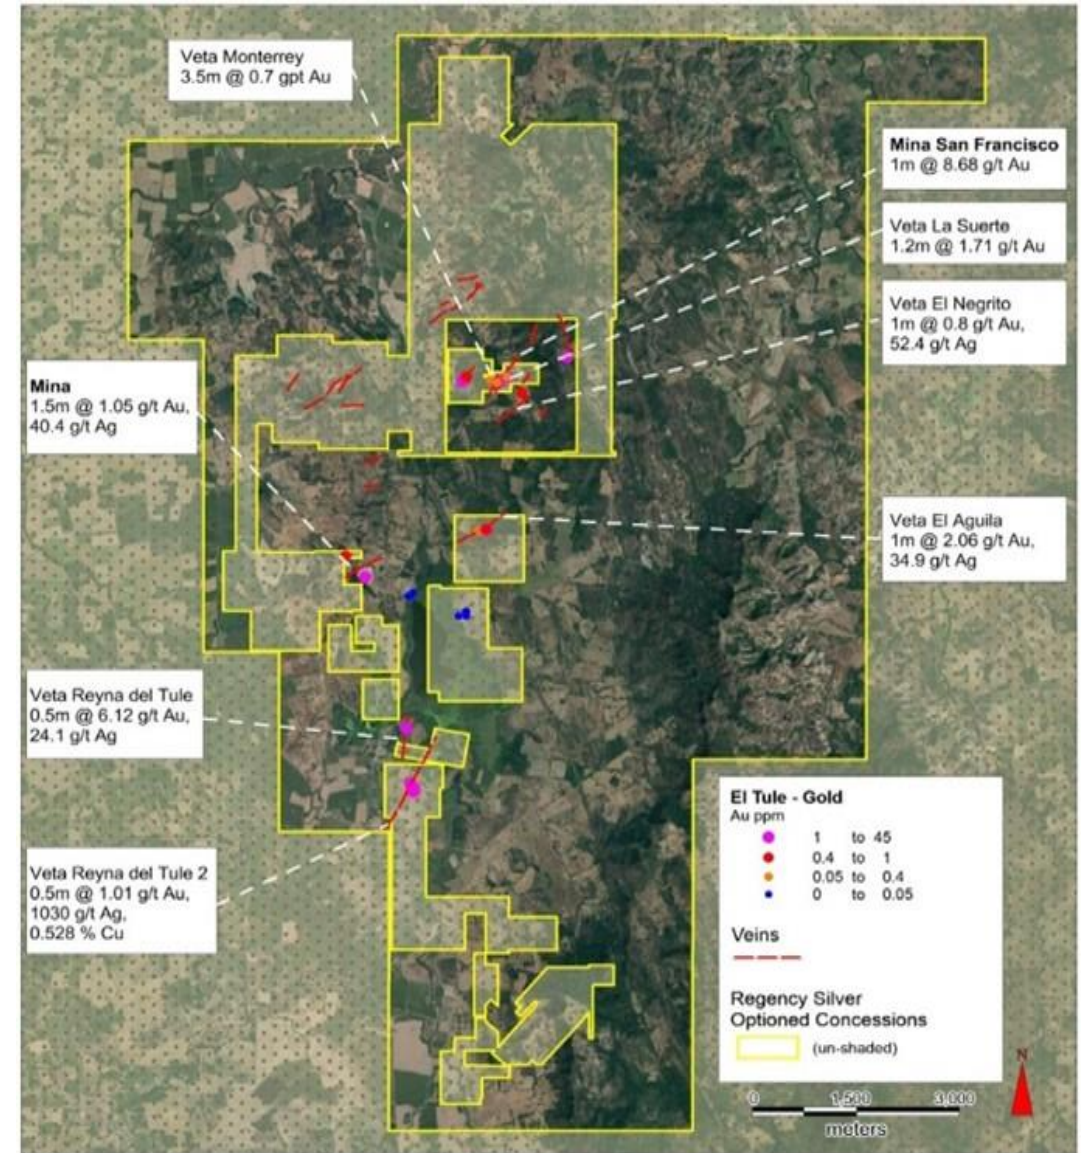 Veta Monterrey
3.5m @ 0.7 gpt Au
Mina San Francisco
1m @ 8.68 g/t Au
Veta La Suerte
1.2m @ 1.71 g/t Au
Veta El Negrito
1m @ 0.8 g/t Au,
52.4 g/t Ag
Mina
1.5m @ 1.05 g/t Au,
40.4 g/t Ag
Veta El Aguila
1m @ 2.06 g/t Au,
34.9 g/t Ag
Veta Reyna del Tule
0.5m @ 6.12 g/t Au,
24.1 g/t Ag
Veta Reyna del Tule 2
0.5m @ 1.01 g/t Au,
1030 g/t Ag,
0.528 % Cu
El Tule - Gold
Au ppm
1 to 45
0.4 to 1
0.05 to 0.4
0 to 0.05
Veins
Regency Silver
Optioned Concessions
(un-shaded)
N
0 1,500 3,000
meters